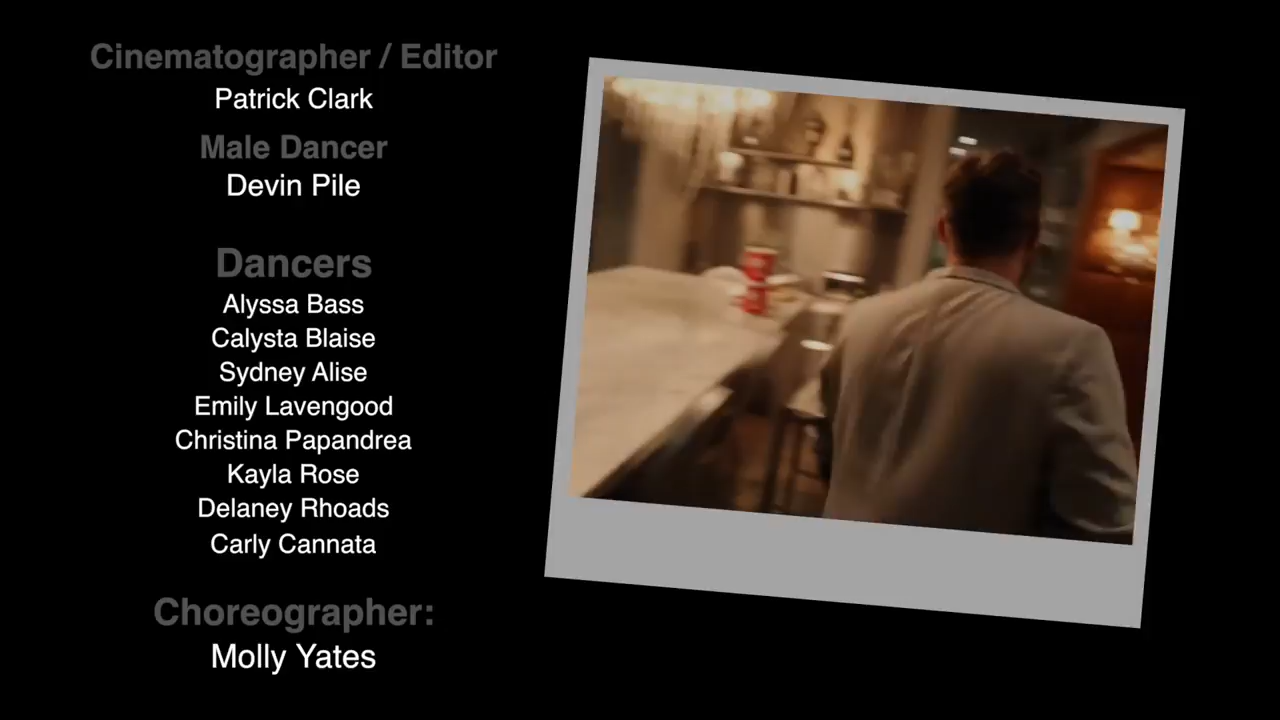 Cinematographer / Editor
Patrick Clark
Male Dancer
Devin Pile
Dancers
Alyssa Bass
Calysta Blaise
Sydney Alise
Emily Lavengood
Christina Papandrea
Kayla Rose
Delaney Rhoads
Carly Cannata
Choreographer:
Molly Yates